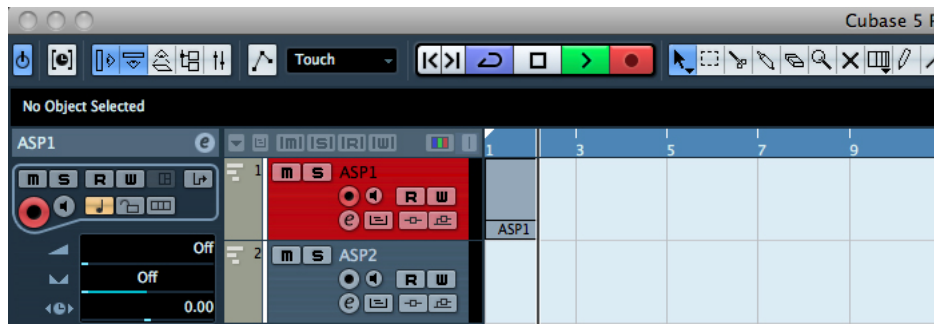 Cubase 5 P
Touch
No Object Selected
ASP1 e [m] [S] [R] [W]
1 3 5 7 9
m S R W
1 m S ASP1
R W
e
ASP1
Off
2 m S ASP2
Off
R W
0.00
e